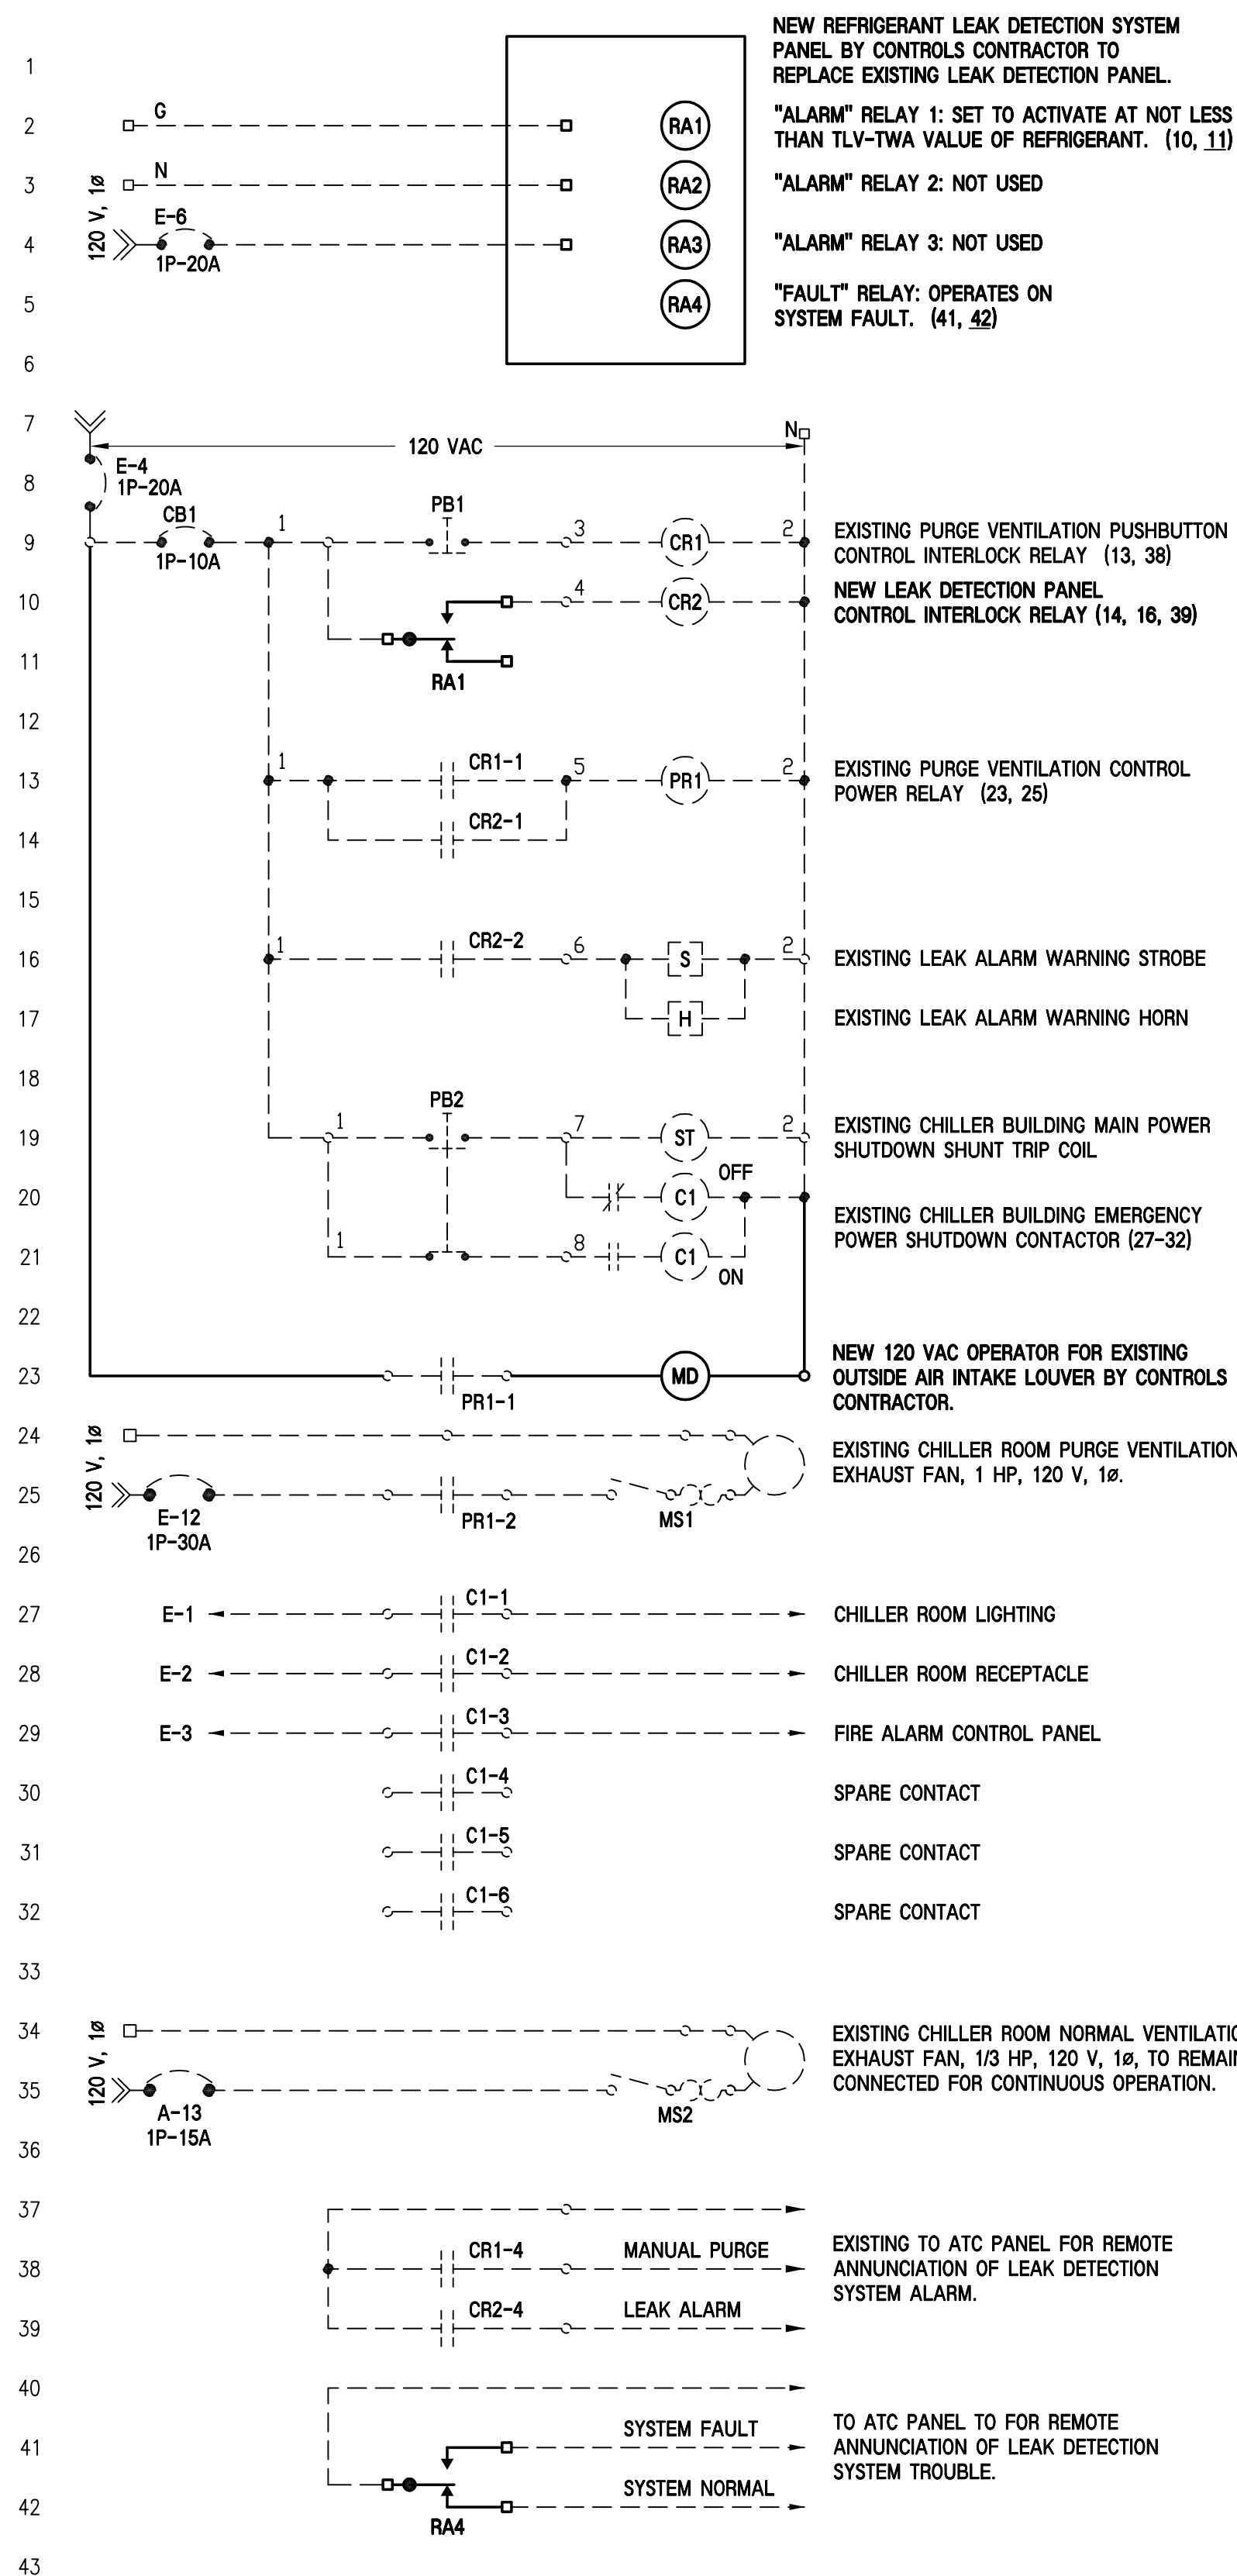 NEW REFRIGERANT LEAK DETECTION SYSTEM
PANEL BY CONTROLS CONTRACTOR TO
REPLACE EXISTING LEAK DETECTION PANEL.
1
G
2
RA1
"ALARM" RELAY 1: SET TO ACTIVATE AT NOT LESS
THAN TLV-TWA VALUE OF REFRIGERANT. (10, 11)
N
3
RA2
"ALARM" RELAY 2: NOT USED
120 V, 1ø
E-6
4
RA3
"ALARM" RELAY 3: NOT USED
1P-20A
5
RA4
"FAULT" RELAY: OPERATES ON
SYSTEM FAULT. (41, 42)
6
7
120 VAC
N
8
E-4
1P-20A
CB1
1
PB1
3
2
9
CR1
1P-10A
EXISTING PURGE VENTILATION PUSHBUTTON
CONTROL INTERLOCK RELAY (13, 38)
4
10
CR2
NEW LEAK DETECTION PANEL
CONTROL INTERLOCK RELAY (14, 16, 39)
11
RA1
12
1
CR1-1
5
2
13
PR1
EXISTING PURGE VENTILATION CONTROL
POWER RELAY (23, 25)
CR2-1
14
15
1
CR2-2
6
2
16
S
EXISTING LEAK ALARM WARNING STROBE
17
H
EXISTING LEAK ALARM WARNING HORN
18
PB2
1
7
2
19
ST
EXISTING CHILLER BUILDING MAIN POWER
SHUTDOWN SHUNT TRIP COIL
OFF
20
C1
EXISTING CHILLER BUILDING EMERGENCY
POWER SHUTDOWN CONTACTOR (27-32)
1
8
21
C1
ON
22
23
MD
PR1-1
NEW 120 VAC OPERATOR FOR EXISTING
OUTSIDE AIR INTAKE LOUVER BY CONTROLS
CONTRACTOR.
24
120 V, 1ø
EXISTING CHILLER ROOM PURGE VENTILATION
EXHAUST FAN, 1 HP, 120 V, 1ø.
25
E-12
1P-30A
PR1-2
MS1
26
C1-1
27
E-1
CHILLER ROOM LIGHTING
C1-2
28
E-2
CHILLER ROOM RECEPTACLE
C1-3
29
E-3
FIRE ALARM CONTROL PANEL
C1-4
30
SPARE CONTACT
C1-5
31
SPARE CONTACT
C1-6
32
SPARE CONTACT
33
34
120 V, 1ø
EXISTING CHILLER ROOM NORMAL VENTILATIO
EXHAUST FAN, 1/3 HP, 120 V, 1ø, TO REMAIN
CONNECTED FOR CONTINUOUS OPERATION.
35
A-13
1P-15A
MS2
36
37
CR1-4
MANUAL PURGE
38
EXISTING TO ATC PANEL FOR REMOTE
ANNUNCIATION OF LEAK DETECTION
SYSTEM ALARM.
CR2-4
LEAK ALARM
39
40
SYSTEM FAULT
41
TO ATC PANEL TO FOR REMOTE
ANNUNCIATION OF LEAK DETECTION
SYSTEM TROUBLE.
SYSTEM NORMAL
42
RA4
43